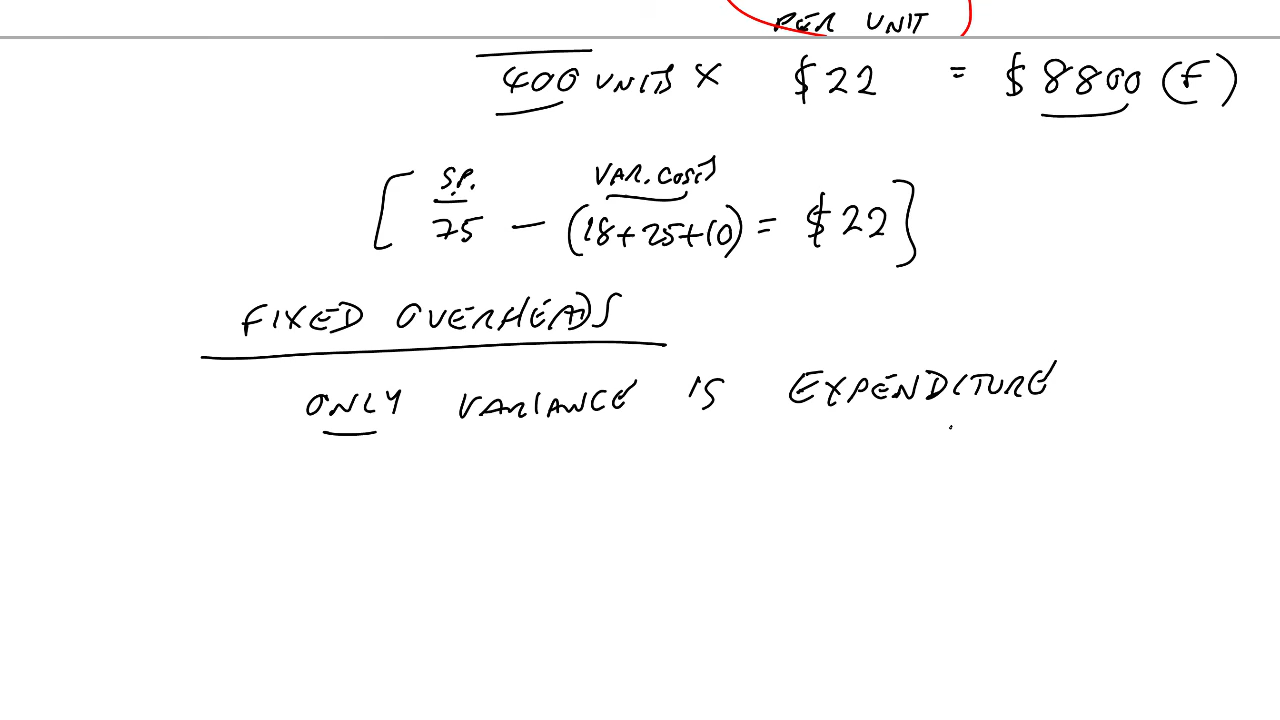 PER UNIT
400 UNITS X $22 = $8800 (F)
S.P. VAR. COSTS
[ 75 - (18+25+10) = $22 ]
FIXED OVERHEADS
ONLY VARIANCE IS EXPENDITURE